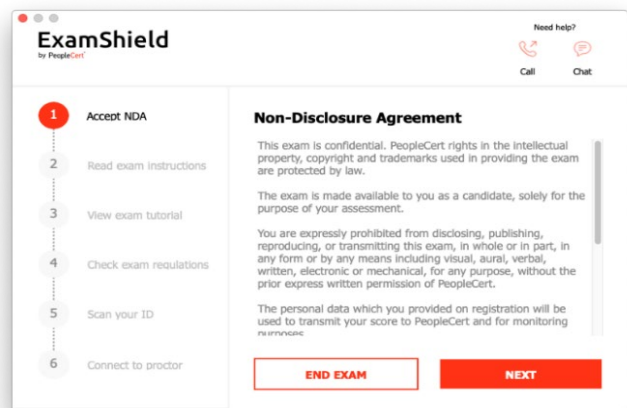 Need help?
ExamShield
by PeopleCert
Call
Chat
1 Accept NDA
2 Read exam instructions
3 View exam tutorial
4 Check exam regulations
5 Scan your ID
6 Connect to proctor
Non-Disclosure Agreement
This exam is confidential. PeopleCert rights in the intellectual
property, copyright and trademarks used in providing the exam
are protected by law.
The exam is made available to you as a candidate, solely for the
purpose of your assessment.
You are expressly prohibited from disclosing, publishing,
reproducing, or transmitting this exam, in whole or in part, in
any form or by any means including visual, aural, verbal,
written, electronic or mechanical, for any purpose, without the
prior express written permission of PeopleCert.
The personal data which you provided on registration will be
used to transmit your score to PeopleCert and for monitoring
purposes
END EXAM
NEXT